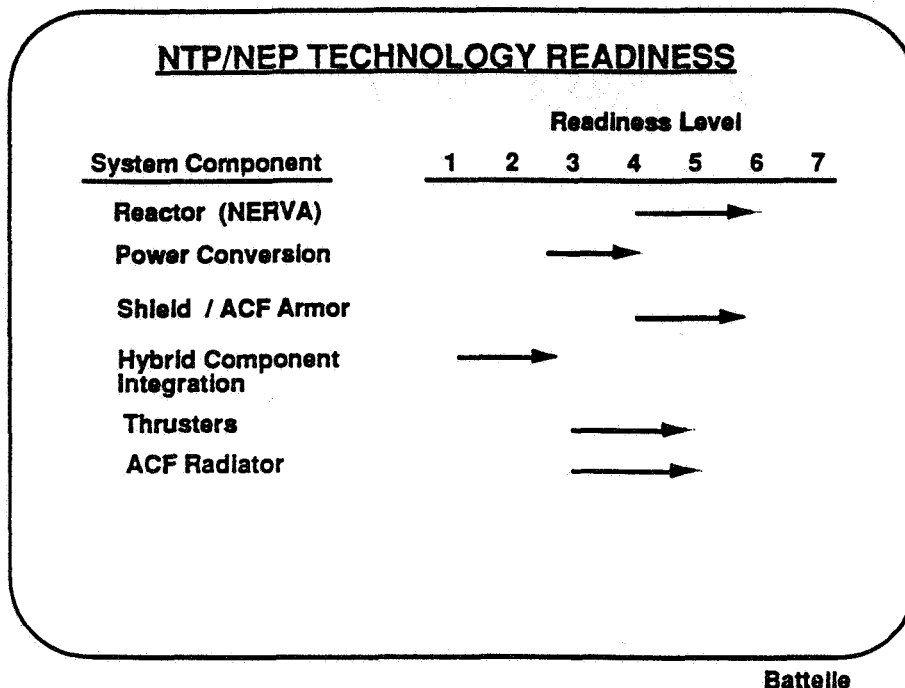 NTP/NEP TECHNOLOGY READINESS
Readiness Level
System Component 1 2 3 4 5 6 7
Reactor (NERVA)
Power Conversion
Shield / ACF Armor
Hybrid Component
Integration
Thrusters
ACF Radiator
Battelle